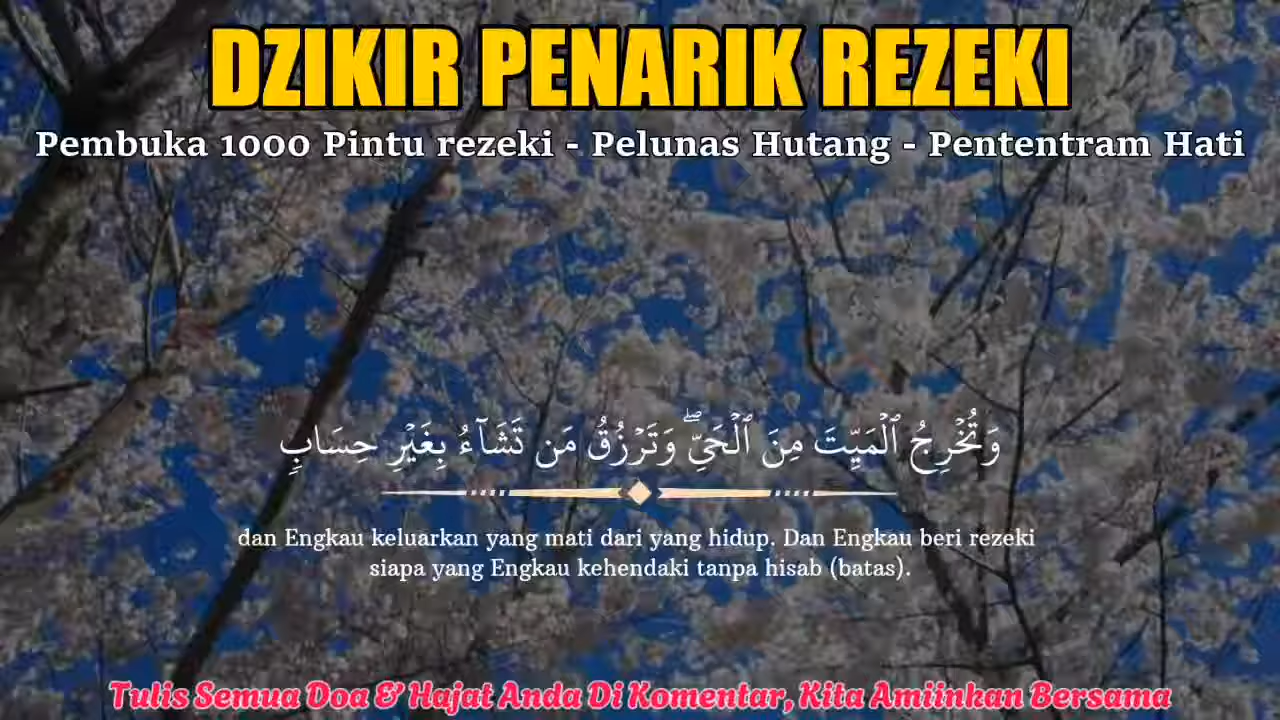 DZIKIR PENARIK REZEKI
Pembuka 1000 Pintu rezeki - Pelunas Hutang - Pententram Hati
وَتُخْرِجُ ٱلْمَيِّتَ مِنَ ٱلْحَيِّ ۖ وَتَرْزُقُ مَن تَشَآءُ بِغَيْرِ حِسَابٍ
dan Engkau keluarkan yang mati dari yang hidup. Dan Engkau beri rezeki
siapa yang Engkau kehendaki tanpa hisab (batas).
Tulis Semua Doa & Hajat Anda Di Komentar, Kita Amiinkan Bersama